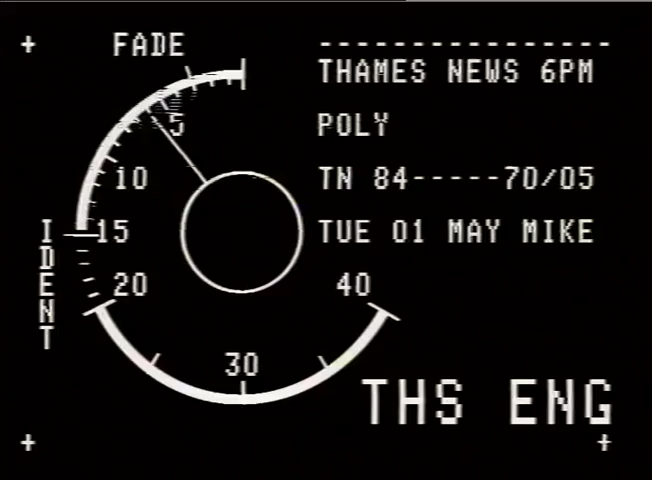 FADE
----------------
THAMES NEWS 6PM
POLY
TN 84-----70/05
TUE 01 MAY MIKE
5
10
15
20
30
40
IDENT
THS ENG